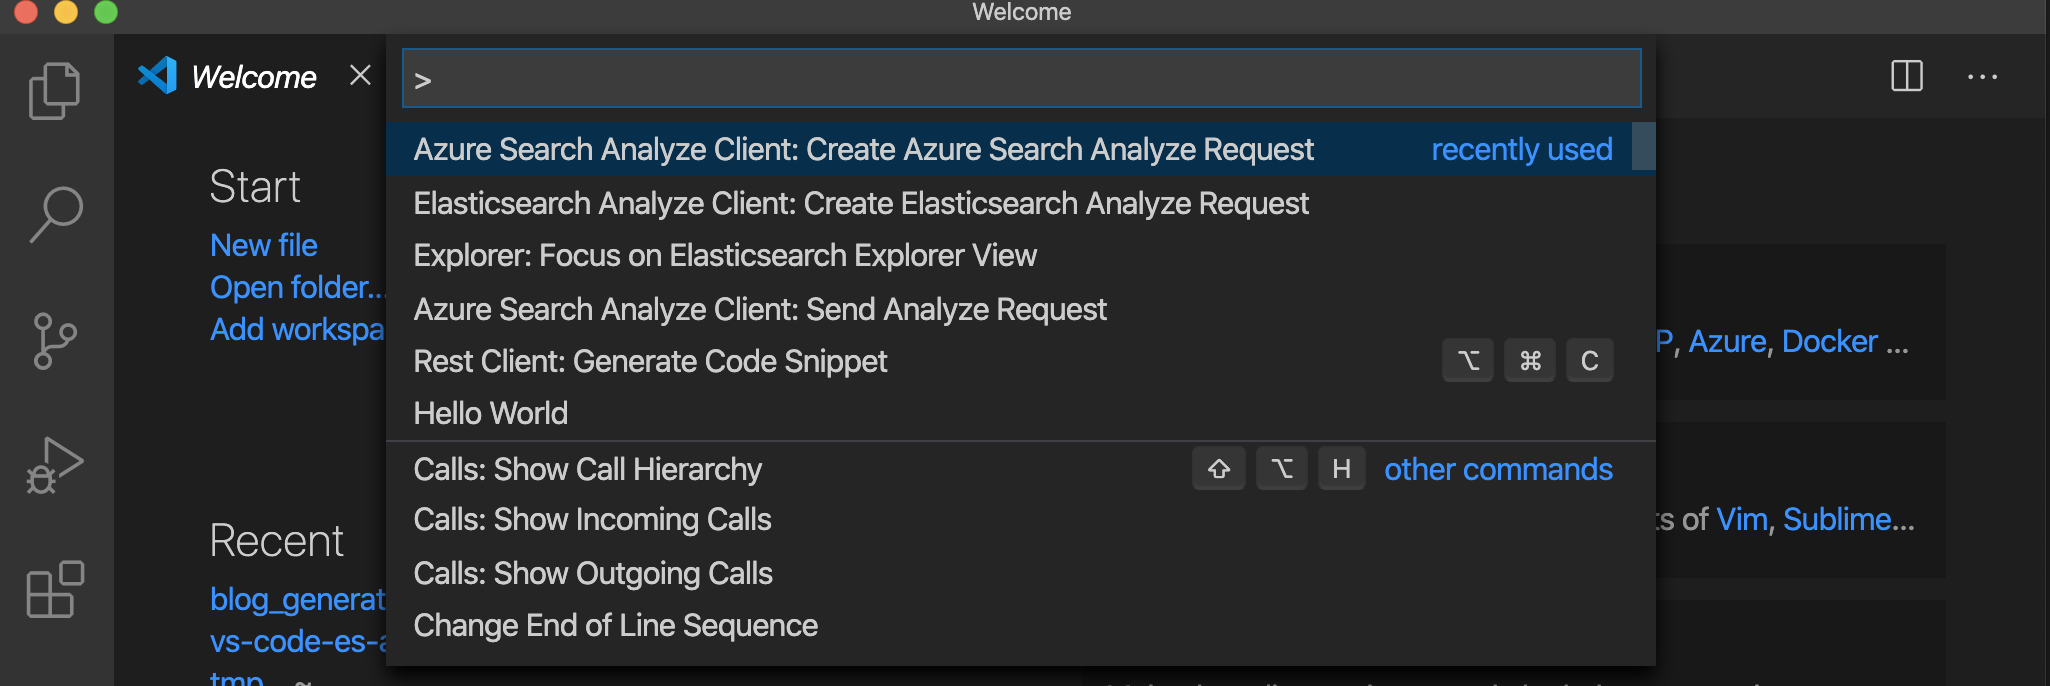 Welcome
Welcome
>
Azure Search Analyze Client: Create Azure Search Analyze Request recently used
Elasticsearch Analyze Client: Create Elasticsearch Analyze Request
Explorer: Focus on Elasticsearch Explorer View
Azure Search Analyze Client: Send Analyze Request
Rest Client: Generate Code Snippet ⌥ ⌘ C
Hello World
Calls: Show Call Hierarchy ⇧ ⌥ H other commands
Calls: Show Incoming Calls
Calls: Show Outgoing Calls
Change End of Line Sequence
Start
New file
Open folder...
Add workspa
Recent
blog_generat
vs-code-es-a
tmp
P, Azure, Docker ...
ts of Vim, Sublime...